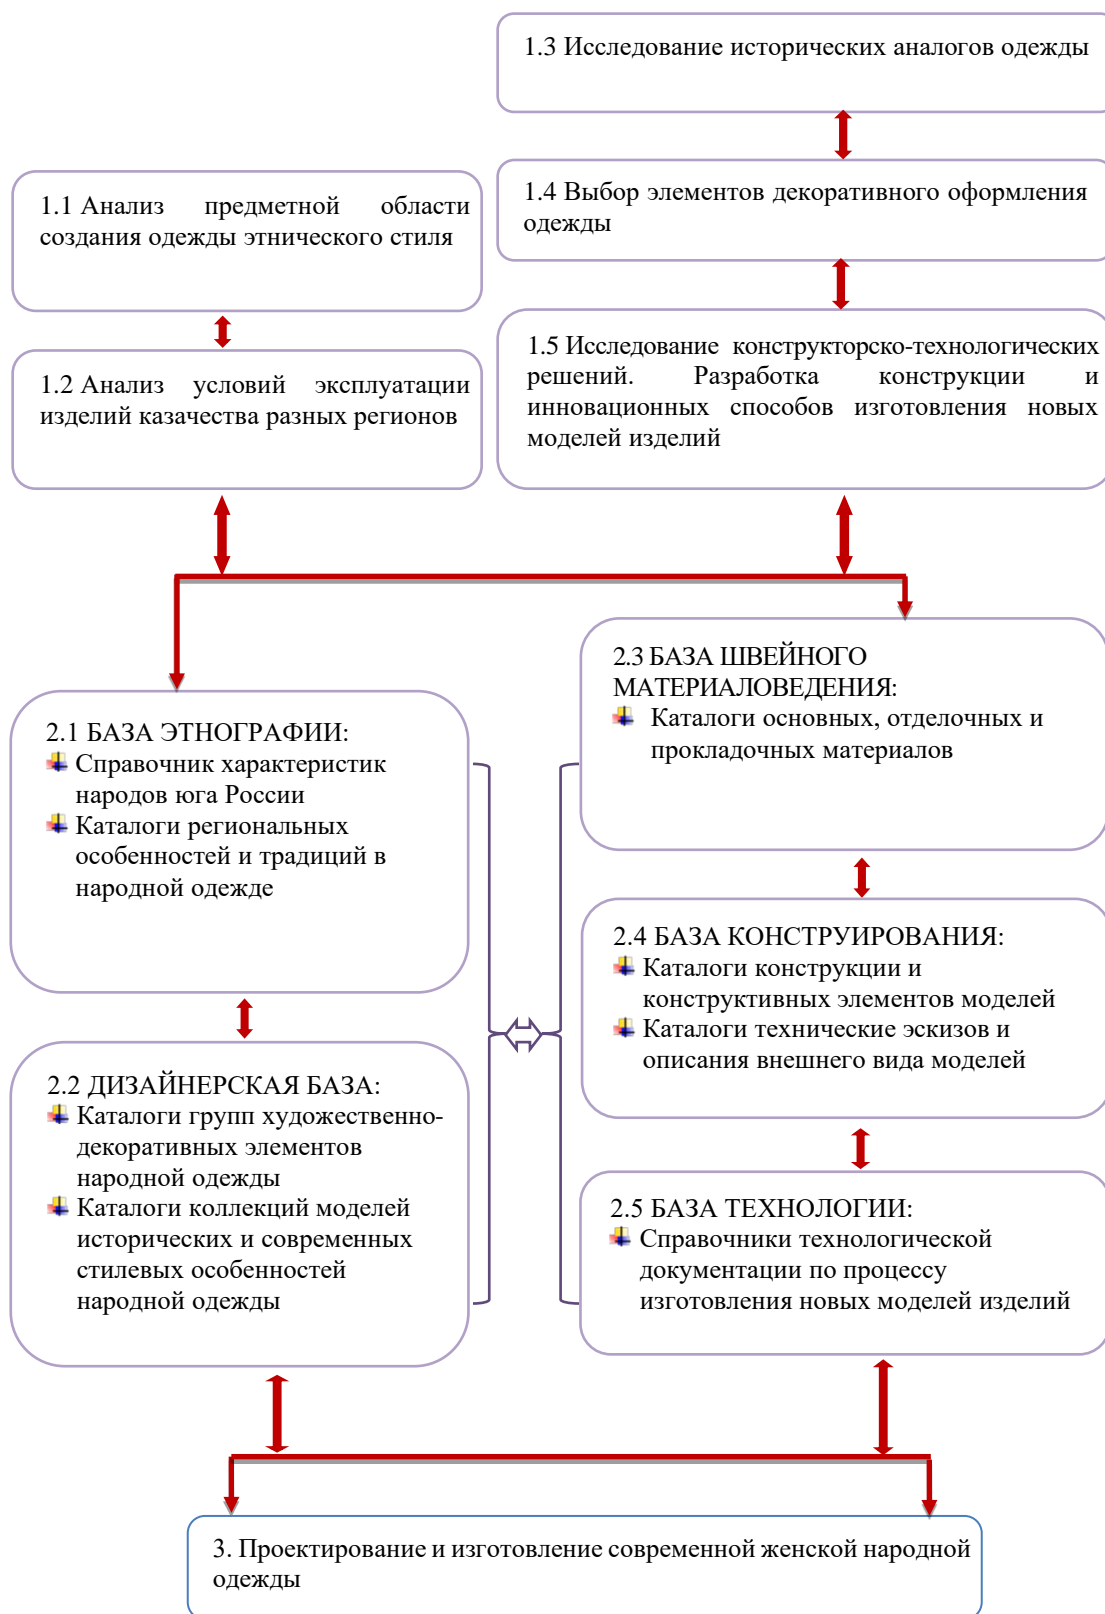 1.3 Исследование исторических аналогов одежды
1.4 Выбор элементов декоративного оформления
одежды
1.1 Анализ предметной области
создания одежды этнического стиля
1.2 Анализ условий эксплуатации
изделий казачества разных регионов
1.5 Исследование конструкторско-технологических
решений. Разработка конструкции и
инновационных способов изготовления новых
моделей изделий
2.1 БАЗА ЭТНОГРАФИИ:
Справочник характеристик
народов юга России
Каталоги региональных
особенностей и традиций в
народной одежде
2.2 ДИЗАЙНЕРСКАЯ БАЗА:
Каталоги групп художественно-
декоративных элементов
народной одежды
Каталоги коллекций моделей
исторических и современных
стилевых особенностей
народной одежды
2.3 БАЗА ШВЕЙНОГО
МАТЕРИАЛОВЕДЕНИЯ:
Каталоги основных, отделочных и
прокладочных материалов
2.4 БАЗА КОНСТРУИРОВАНИЯ:
Каталоги конструкции и
конструктивных элементов моделей
Каталоги технические эскизов и
описания внешнего вида моделей
2.5 БАЗА ТЕХНОЛОГИИ:
Справочники технологической
документации по процессу
изготовления новых моделей изделий
3. Проектирование и изготовление современной женской народной
одежды